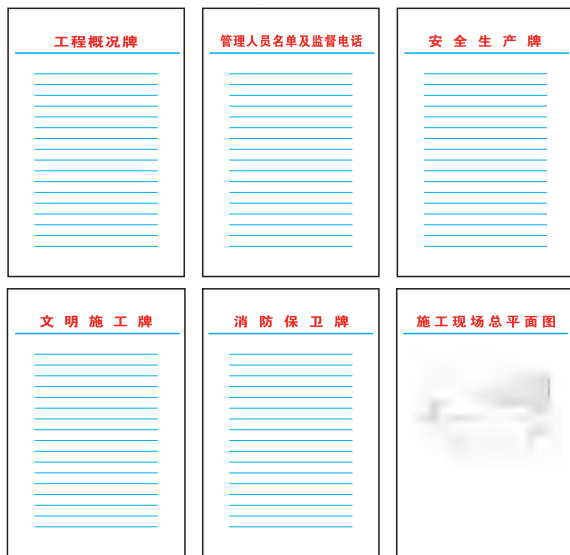 工程概况牌
管理人员名单及监督电话
安全生产牌
文明施工牌
消防保卫牌
施工现场总平面图